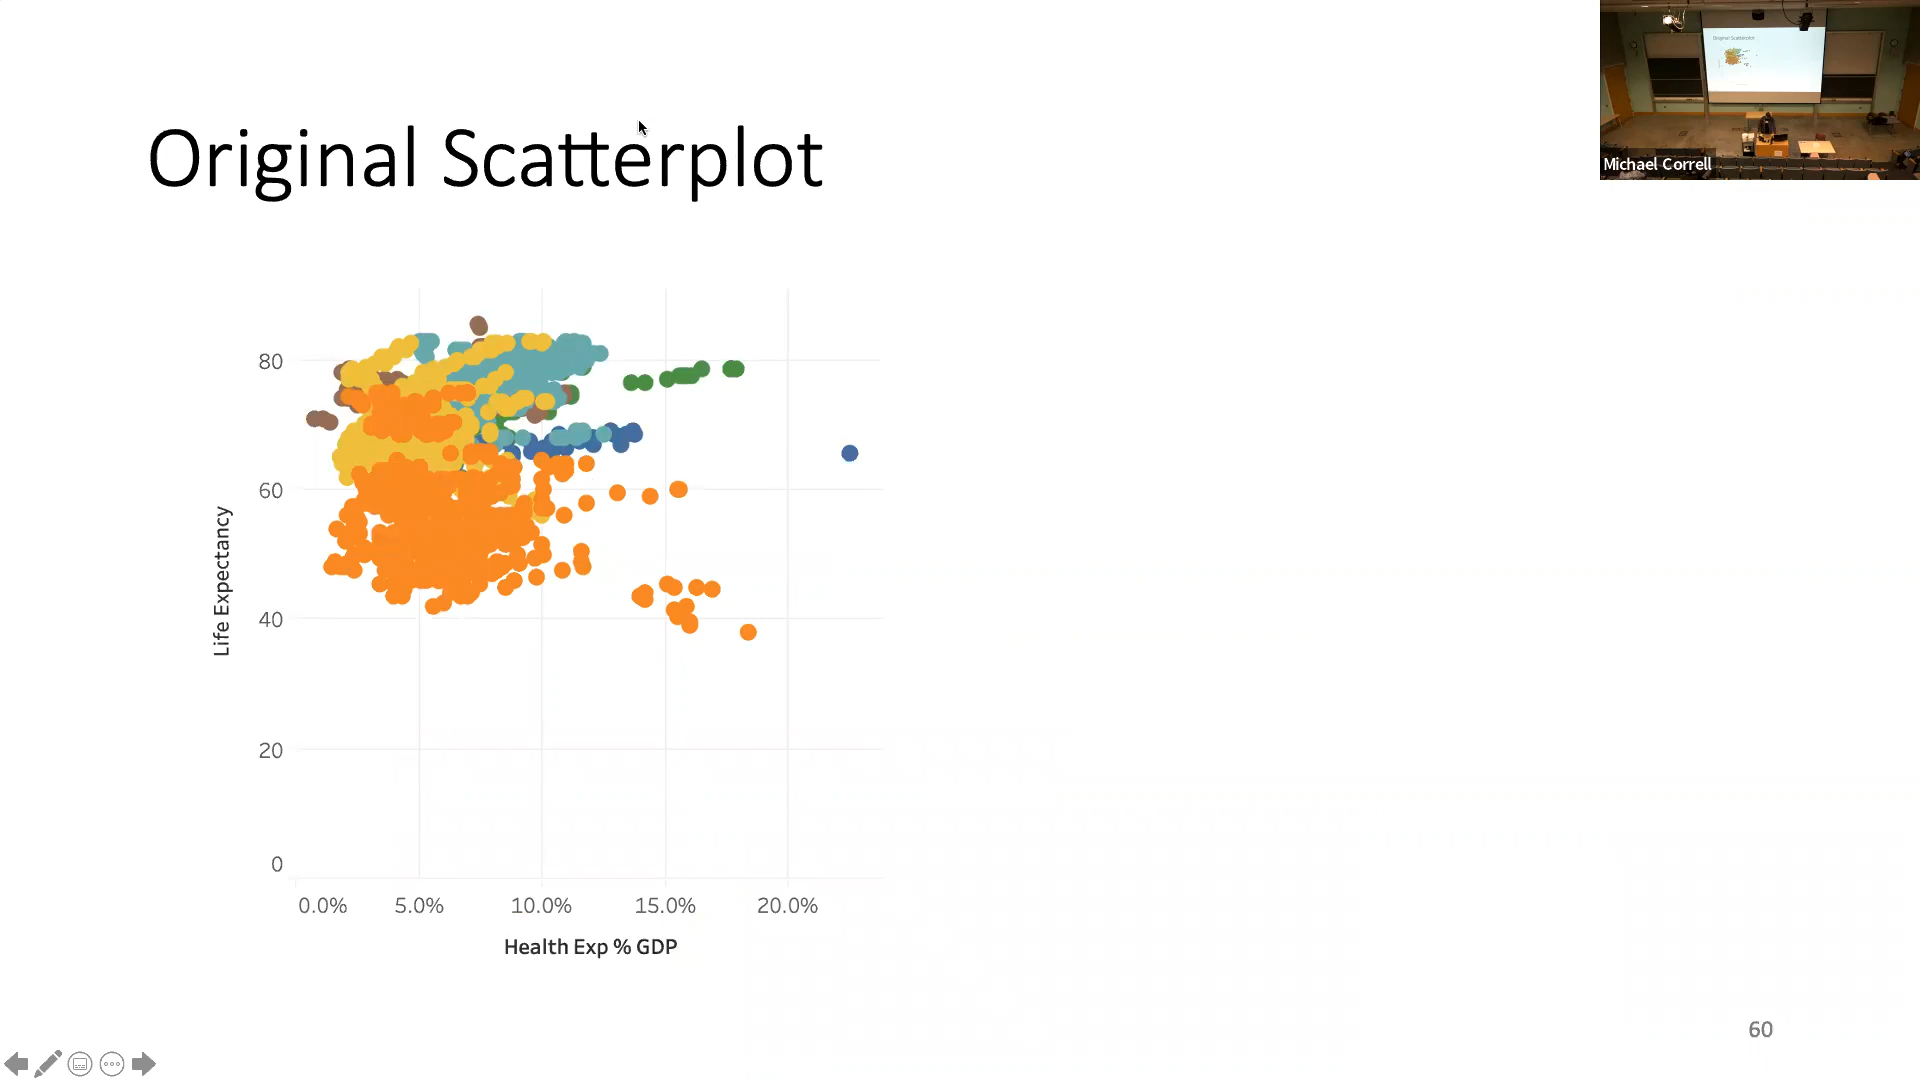 Original Scatterplot
Michael Correll
80
60
40
20
0
Life Expectancy
0.0% 5.0% 10.0% 15.0% 20.0%
Health Exp % GDP
60